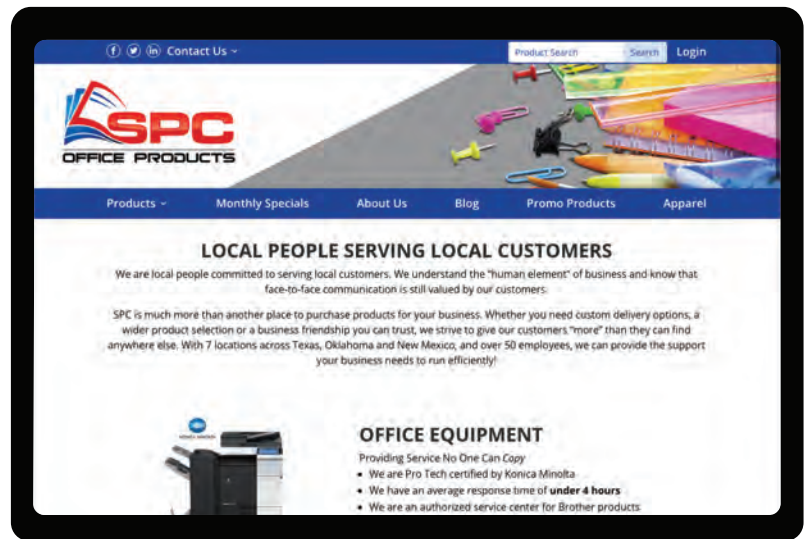 Contact Us
Product Search Search Login
SPC
OFFICE PRODUCTS
Products Monthly Specials About Us Blog Promo Products Apparel
LOCAL PEOPLE SERVING LOCAL CUSTOMERS
We are local people committed to serving local customers. We understand the "human element" of business and know that
face-to-face communication is still valued by our customers.
SPC is much more than another place to purchase products for your business. Whether you need custom delivery options, a
wider product selection or a business friendship you can trust, we strive to give our customers "more" than they can find
anywhere else. With 7 locations across Texas, Oklahoma and New Mexico, and over 50 employees, we can provide the support
your business needs to run efficiently!
KONICA MINOLTA
OFFICE EQUIPMENT
Providing Service No One Can Copy
• We are Pro Tech certified by Konica Minolta
• We have an average response time of under 4 hours
• We are an authorized service center for Brother products